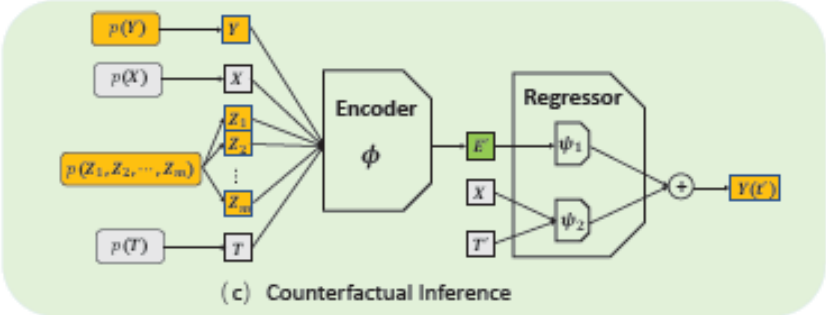 p(Y)
Y
p(X)
X
p(Z₁, Z₂, ⋯, Zₘ)
Z₁
Z₂
⋮
Zₘ
p(T)
T
Encoder
ϕ
E'
X
T'
Regressor
ψ₁
ψ₂
+
Y(t')
(c) Counterfactual Inference